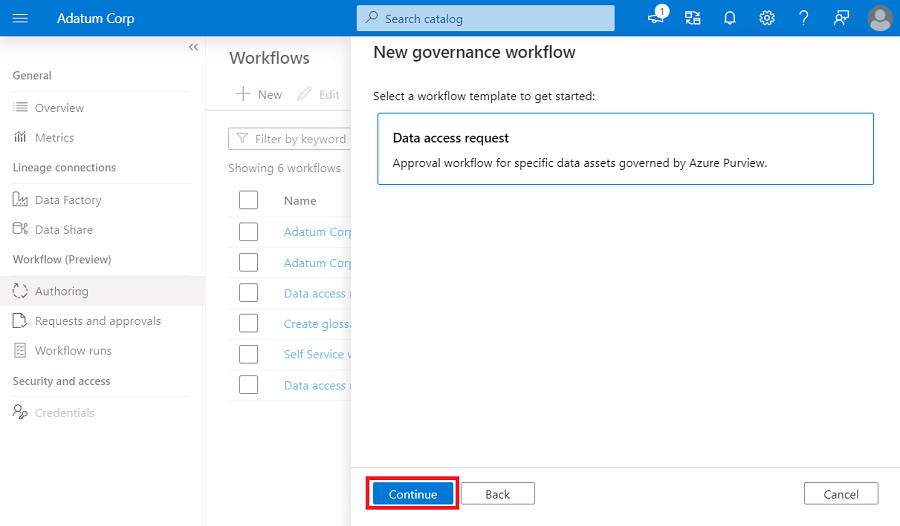 Adatum Corp
Search catalog
1
General
Overview
Metrics
Lineage connections
Data Factory
Data Share
Workflow (Preview)
Authoring
Requests and approvals
Workflow runs
Security and access
Credentials
Workflows
New
Edit
Filter by keyword
Showing 6 workflows
Name
Adatum Corp
Adatum Corp
Data access
Create gloss
Self Service
Data access
New governance workflow
Select a workflow template to get started:
Data access request
Approval workflow for specific data assets governed by Azure Purview.
Continue
Back
Cancel